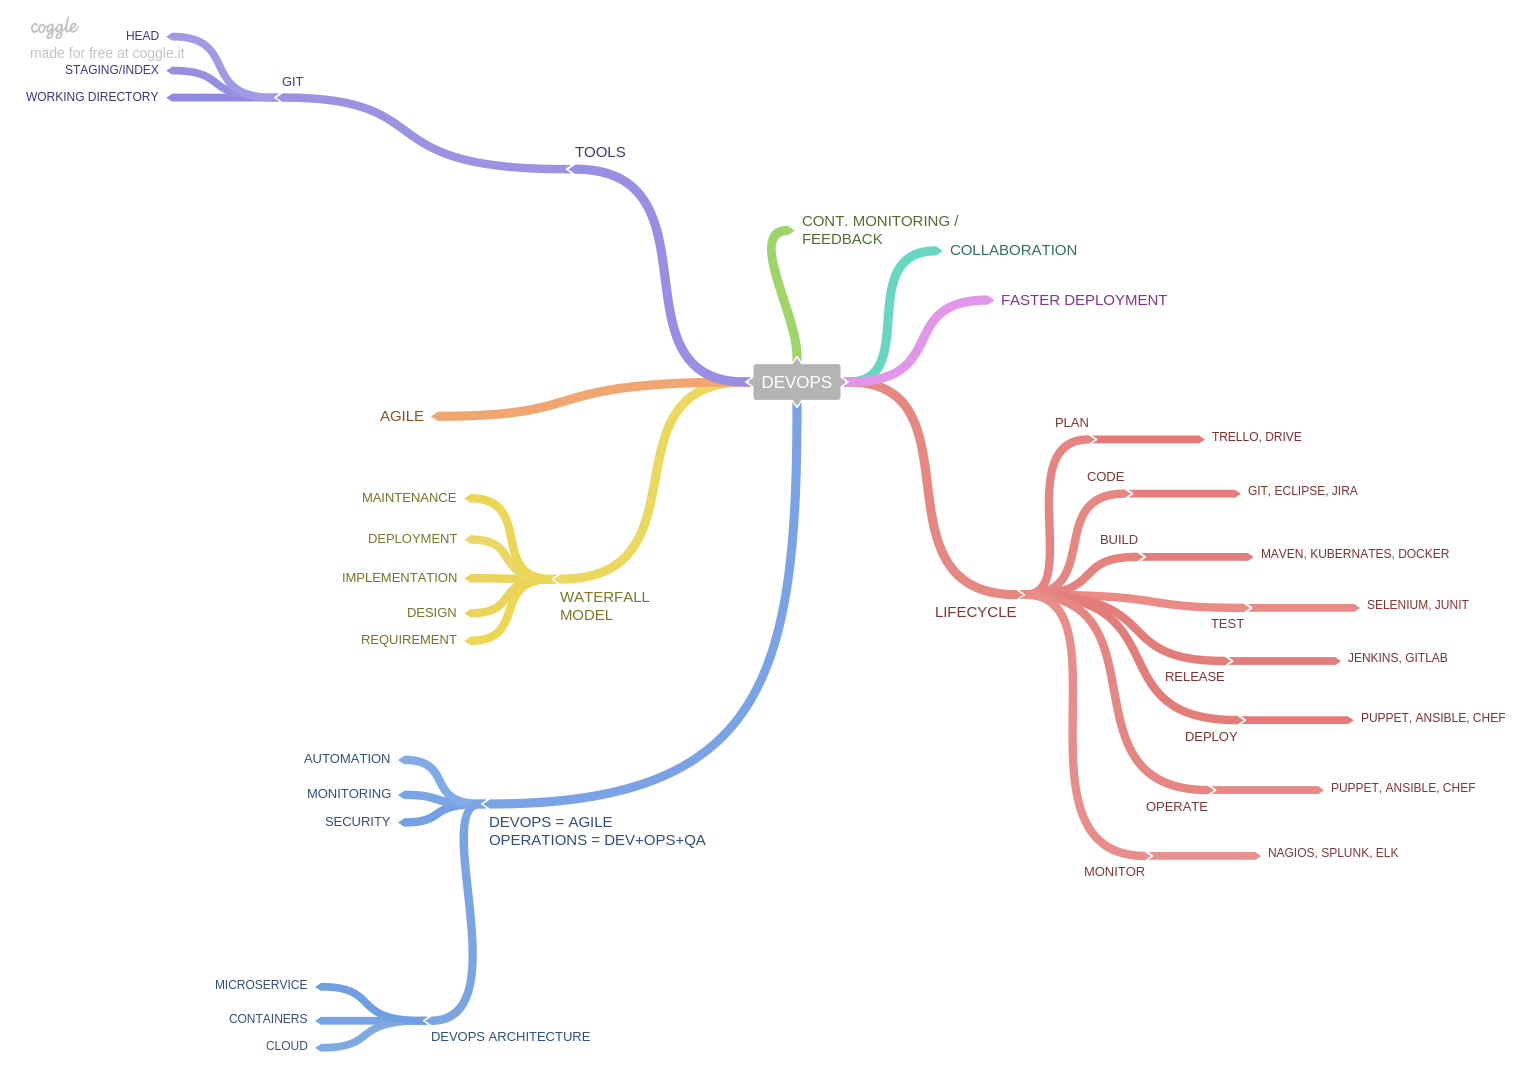 coggle
made for free at coggle.it
HEAD
STAGING/INDEX
WORKING DIRECTORY
GIT
TOOLS
CONT. MONITORING /
FEEDBACK
COLLABORATION
FASTER DEPLOYMENT
DEVOPS
AGILE
MAINTENANCE
DEPLOYMENT
IMPLEMENTATION
DESIGN
REQUIREMENT
WATERFALL
MODEL
LIFECYCLE
PLAN
TRELLO, DRIVE
CODE
GIT, ECLIPSE, JIRA
BUILD
MAVEN, KUBERNATES, DOCKER
TEST
SELENIUM, JUNIT
RELEASE
JENKINS, GITLAB
DEPLOY
PUPPET, ANSIBLE, CHEF
OPERATE
PUPPET, ANSIBLE, CHEF
MONITOR
NAGIOS, SPLUNK, ELK
AUTOMATION
MONITORING
SECURITY
DEVOPS = AGILE
OPERATIONS = DEV+OPS+QA
MICROSERVICE
CONTAINERS
CLOUD
DEVOPS ARCHITECTURE